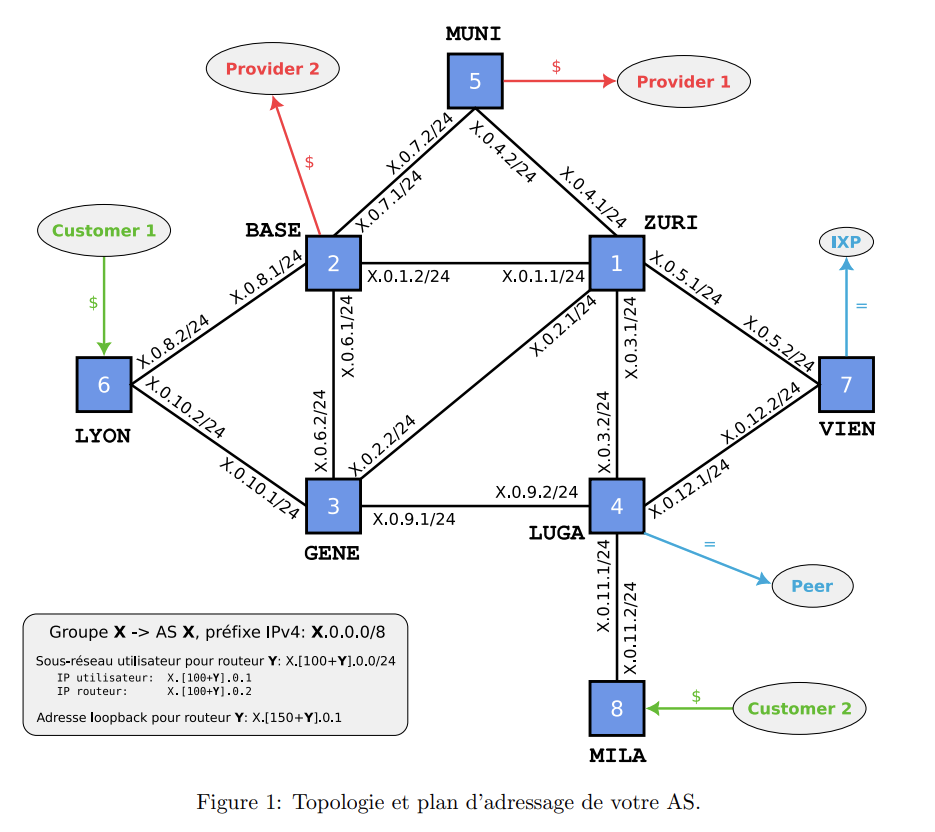 MUNI
Provider 2
5
$
Provider 1
$
X.0.7.2/24
X.0.4.2/24
X.0.7.1/24
X.0.4.1/24
BASE
ZURI
Customer 1
IXP
2
X.0.1.2/24
X.0.1.1/24
1
X.0.8.1/24
X.0.5.1/24
$
=
X.0.6.1/24
X.0.2.1/24
X.0.3.1/24
X.0.8.2/24
X.0.5.2/24
6
7
LYON
VIEN
X.0.10.2/24
X.0.12.2/24
X.0.6.2/24
X.0.2.2/24
X.0.3.2/24
X.0.10.1/24
X.0.12.1/24
3
X.0.9.2/24
4
X.0.9.1/24
GENE
LUGA
=
Peer
X.0.11.1/24
X.0.11.2/24
Groupe X -> AS X, préfixe IPv4: X.0.0.0/8
Sous-réseau utilisateur pour routeur Y: X.[100+Y].0.0/24
IP utilisateur: X.[100+Y].0.1
IP routeur: X.[100+Y].0.2
Adresse loopback pour routeur Y: X.[150+Y].0.1
8
$
Customer 2
MILA
Figure 1: Topologie et plan d'adressage de votre AS.